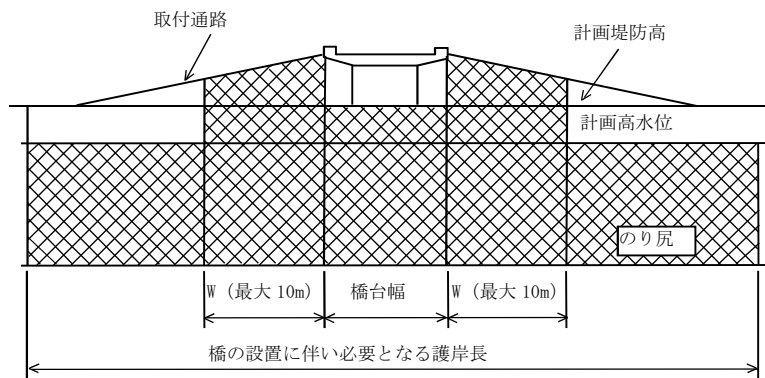 取付通路
計画堤防高
計画高水位
のり尻
W（最大 10m）
橋台幅
W（最大 10m）
橋の設置に伴い必要となる護岸長